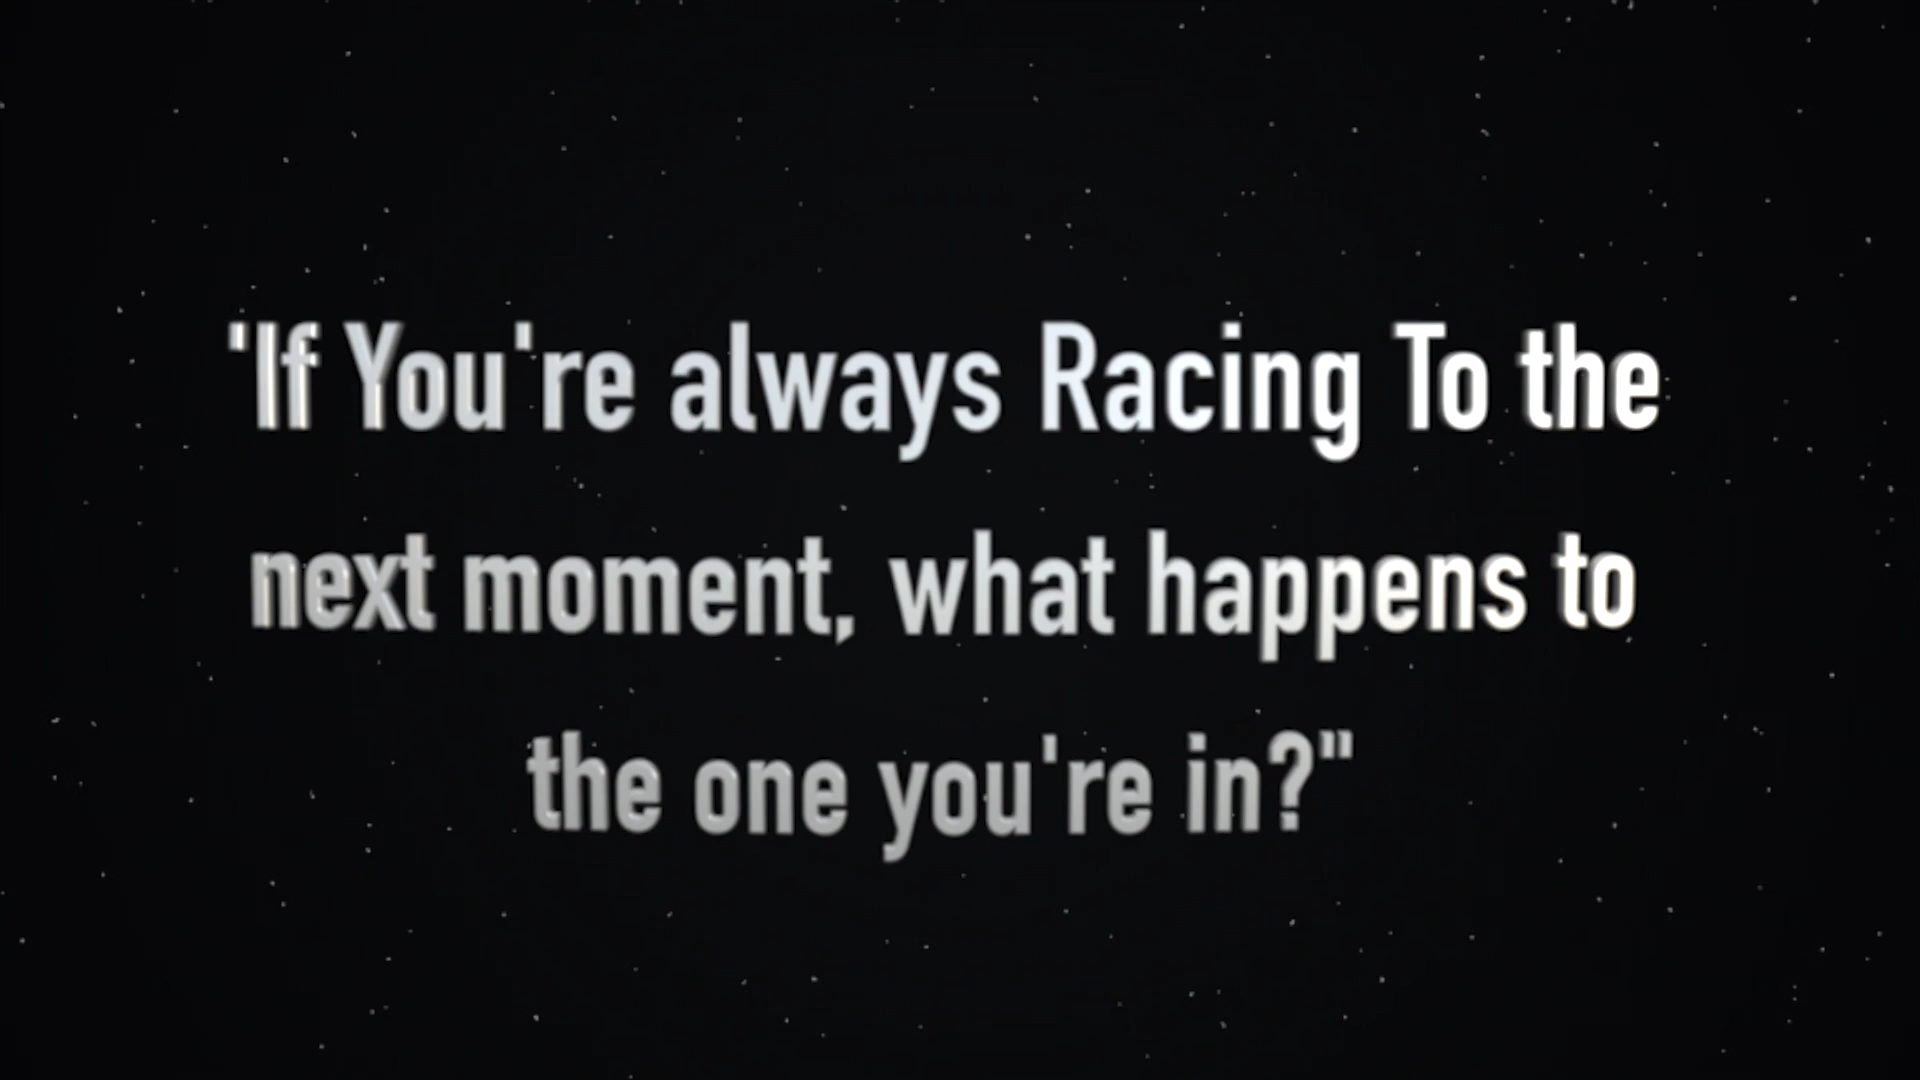 'If You're always Racing To the
next moment, what happens to
the one you're in?"